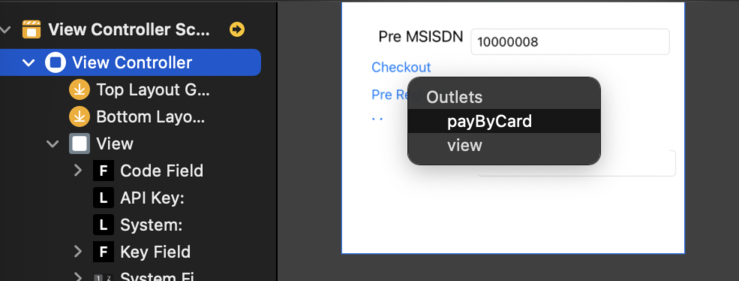 View Controller Sc...
View Controller
Top Layout G...
Bottom Layo...
View
F Code Field
L API Key:
L System:
F Key Field
System Fi
Pre MSISDN 10000008
Checkout
Pre Re
Outlets
payByCard
view